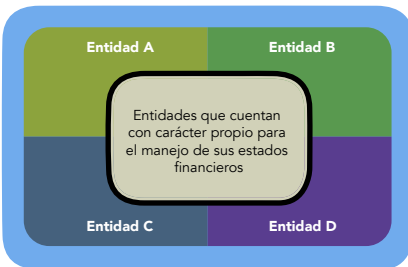 Entidad A
Entidad B
Entidades que cuentan
con carácter propio para
el manejo de sus estados
financieros
Entidad C
Entidad D